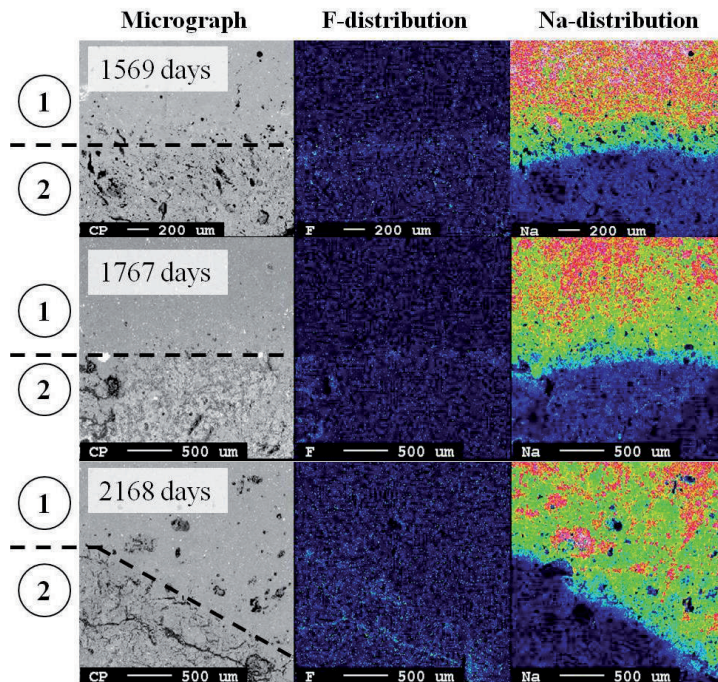 Micrograph F-distribution Na-distribution
1569 days
1
2
CP 200 um F 200 um Na 200 um
1767 days
1
2
CP 500 um F 500 um Na 500 um
2168 days
1
2
CP 500 um F 500 um Na 500 um